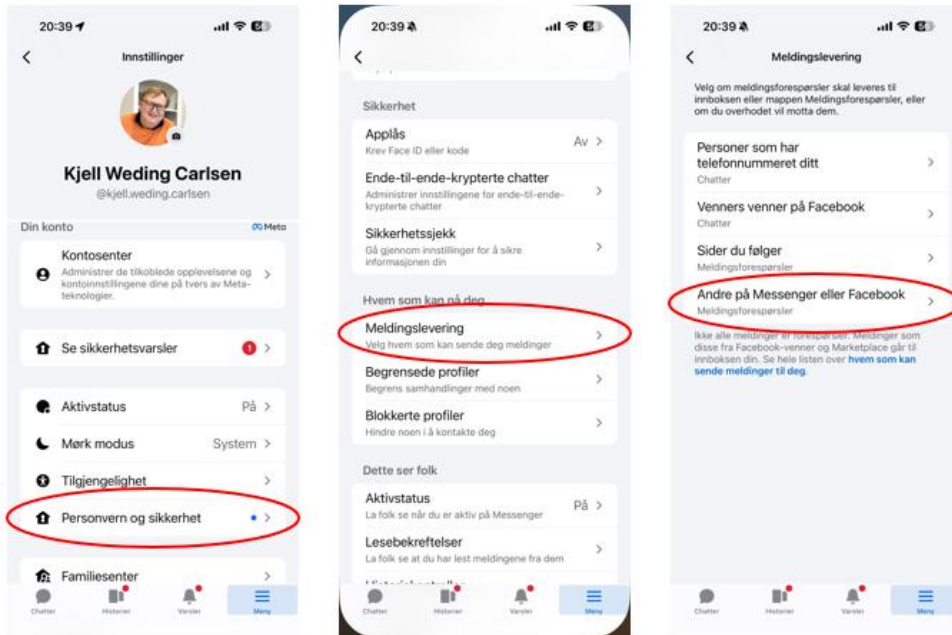 20:39
Innstillinger
Kjell Weding Carlsen
@kjell.weding.carlsen
Din konto
Meta
Kontosenter
Administrer de tilkoblede opplevelsene og
kontoinnstillingene dine på tvers av Meta-
teknologier.
Se sikkerhetsvarsler
1
Aktivstatus
På
Mørk modus
System
Tilgjengelighet
Personvern og sikkerhet
Familiesenter
Chatter
Historier
Varsler
Meny
20:39
Sikkerhet
Applås
Av
Krev Face ID eller kode
Ende-til-ende-krypterte chatter
Administrer innstillingene for ende-til-ende-
krypterte chatter
Sikkerhetssjekk
Gå gjennom innstillinger for å sikre
informasjonen din
Hvem som kan nå deg
Meldingslevering
Velg hvem som kan sende deg meldinger
Begrensede profiler
Begrens samhandlinger med noen
Blokkerte profiler
Hindre noen i å kontakte deg
Dette ser folk
Aktivstatus
På
La folk se når du er aktiv på Messenger
Lesebekreftelser
La folk se at du har lest meldingene fra dem
Chatter
Historier
Varsler
Meny
20:39
Meldingslevering
Velg om meldingsforespørsler skal leveres til
innboksen eller mappen Meldingsforespørsler, eller
om du overhodet vil motta dem.
Personer som har
telefonnummeret ditt
Chatter
Venners venner på Facebook
Chatter
Sider du følger
Meldingsforespørsler
Andre på Messenger eller Facebook
Meldingsforespørsler
Ikke alle meldinger er forespørsler. Meldinger som
disse fra Facebook-venner og Marketplace går til
innboksen din. Se hele listen over hvem som kan
sende meldinger til deg.
Chatter
Historier
Varsler
Meny